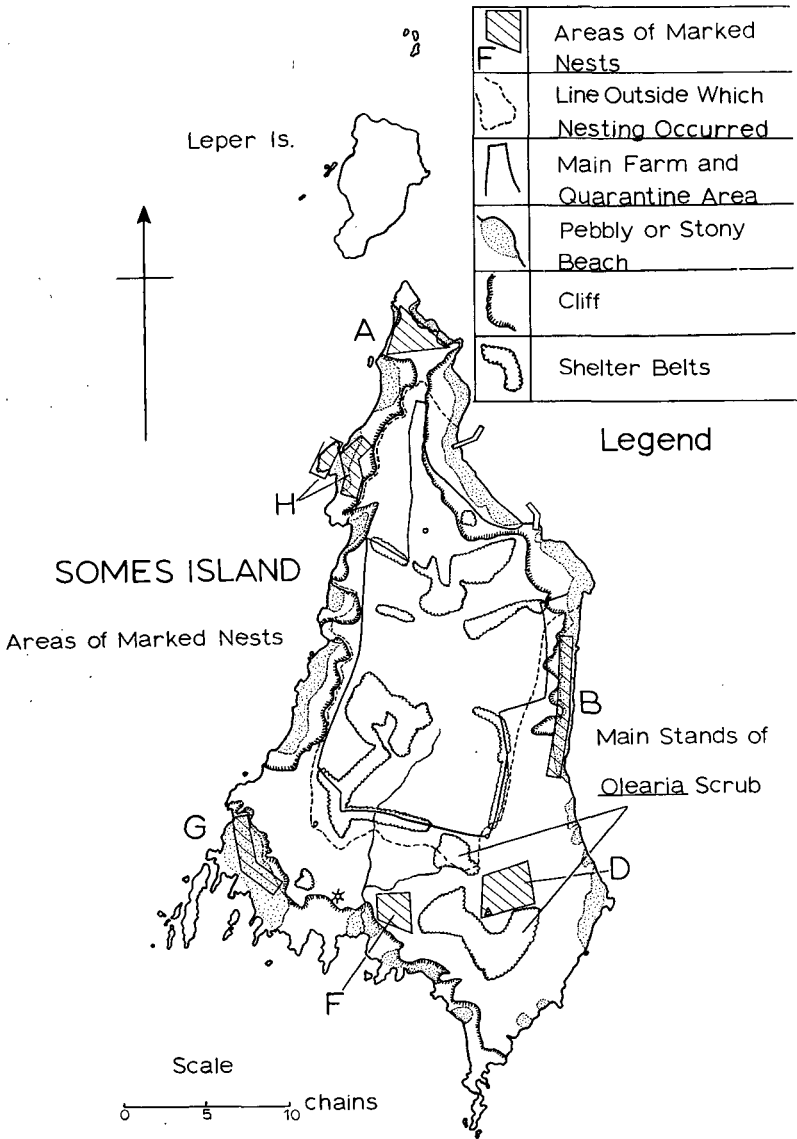 F
Areas of Marked
Nests
Line Outside Which
Nesting Occurred
Main Farm and
Quarantine Area
Pebbly or Stony
Beach
Cliff
Shelter Belts
Legend
Leper Is.
A
H
SOMES ISLAND
Areas of Marked Nests
B
Main Stands of
Olearia Scrub
G
D
F
Scale
0 5 10 chains